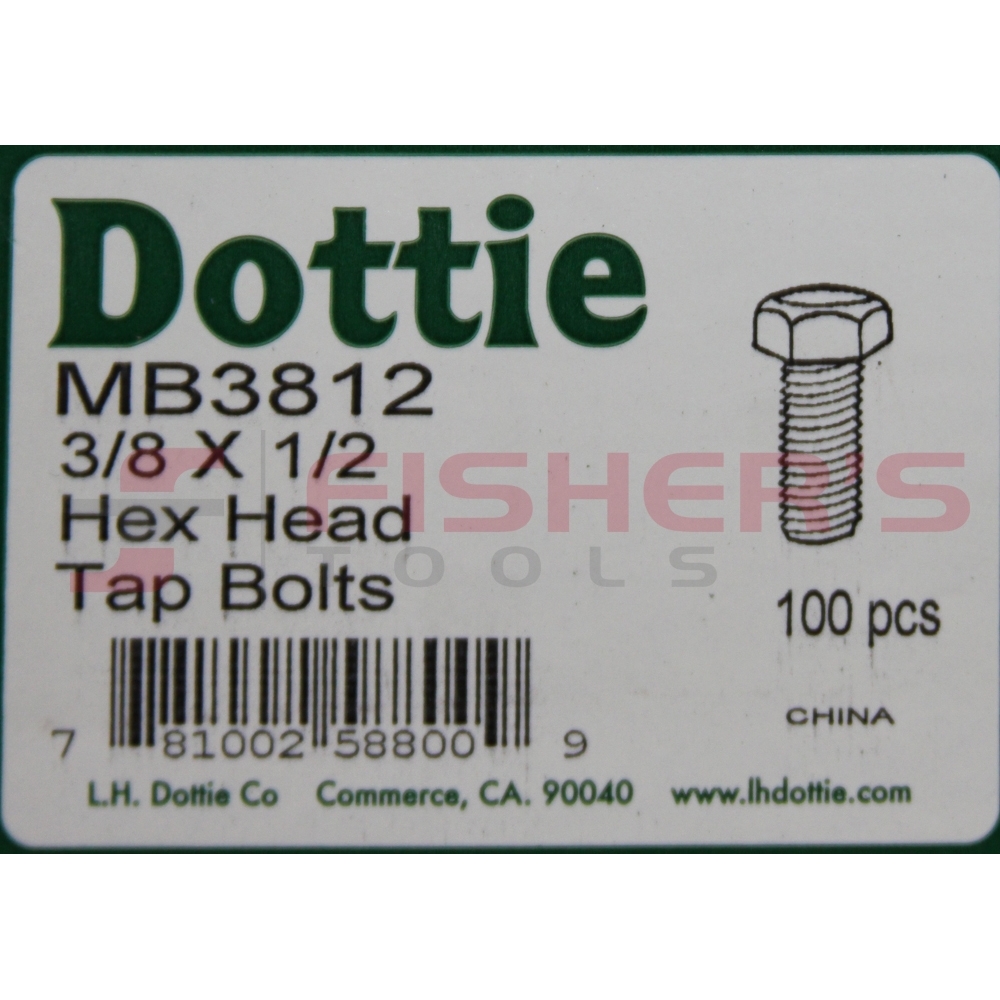 Dottie
MB3812
3/8 X 1/2
Hex Head
Tap Bolts
FISHER'S
TOOLS
100 pcs
CHINA
7 81002 58800 9
L.H. Dottie Co Commerce, CA. 90040 www.lhdottie.com